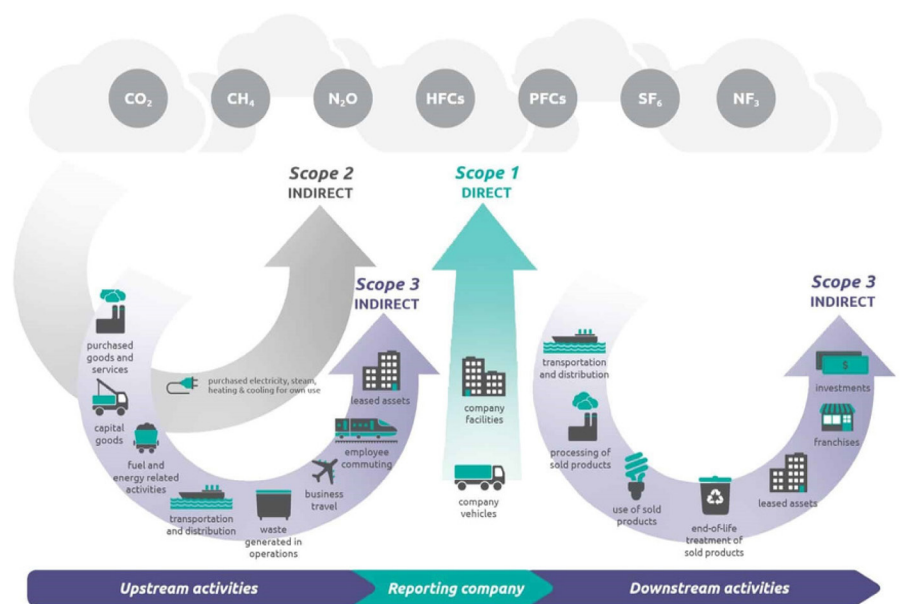 CO₂
CH₄
N₂O
HFCs
PFCs
SF₆
NF₃
Scope 2
INDIRECT
Scope 1
DIRECT
Scope 3
INDIRECT
Scope 3
INDIRECT
purchased
goods and
services
capital
goods
fuel and
energy related
activities
transportation
and distribution
waste
generated in
operations
business
travel
employee
commuting
leased assets
purchased electricity, steam,
heating & cooling for own use
company
facilities
company
vehicles
transportation
and distribution
processing of
sold products
use of sold
products
end-of-life
treatment of
sold products
leased assets
franchises
$
investments
Upstream activities
Reporting company
Downstream activities